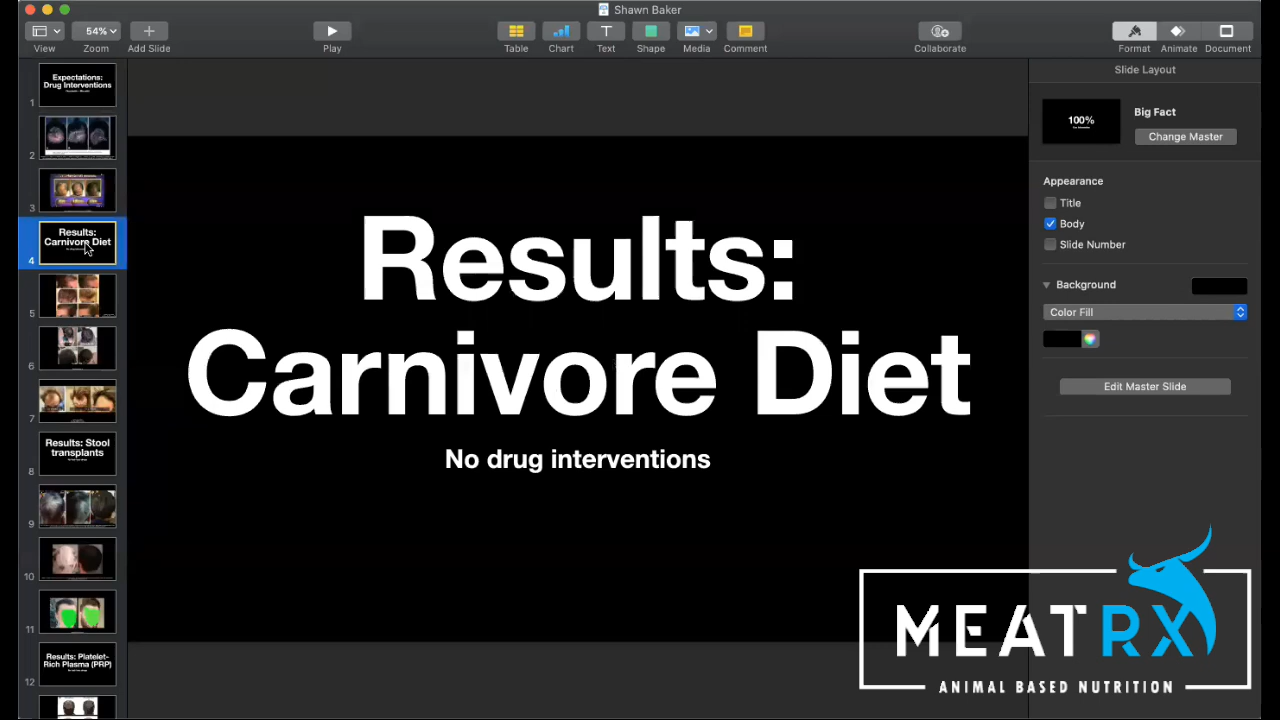 Shawn Baker
54%
View
Zoom
Add Slide
Play
Table
Chart
Text
Shape
Media
Comment
Collaborate
Format
Animate
Document
1
Expectations:
Drug Interventions
2
3
4
Results:
Carnivore Diet
5
6
7
8
Results: Stool
transplants
9
10
11
12
Results: Platelet-
Rich Plasma (PRP)
Results:
Carnivore Diet
No drug interventions
Slide Layout
100%
Big Fact
Change Master
Appearance
Title
Body
Slide Number
Background
Color Fill
Edit Master Slide
MEATRX
ANIMAL BASED NUTRITION